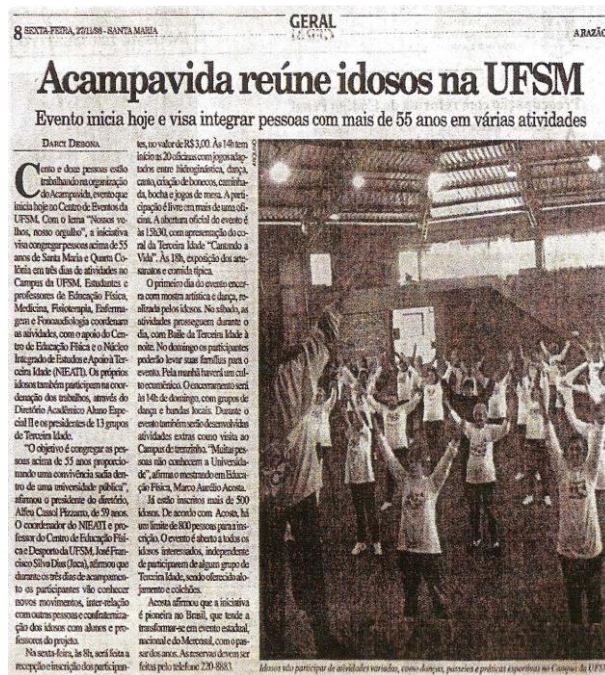 8 SEXTA-FEIRA, 27/11/98 - SANTA MARIA
GERAL
A RAZÃO
Acampavida reúne idosos na UFSM
Evento inicia hoje e visa integrar pessoas com mais de 55 anos em várias atividades
DARCI DEBONA
Cento e doze pessoas estão
trabalhando na organização
do Acampavida, evento que
inicia hoje no Centro de Eventos da
UFSM. Com o lema "Nossos ve-
lhos, nosso orgulho", a iniciativa
visa congregar pessoas acima de 55
anos de Santa Maria e Quarta Co-
lônia em três dias de atividades no
Campus da UFSM. Estudantes e
professores de Educação Física,
Medicina, Fisioterapia, Enferma-
gem e Fonoaudiologia coordenam
as atividades, com o apoio do Cen-
tro de Educação Física e o Núcleo
Integrado de Estudos e Apoio à Ter-
ceira Idade (NIEATI). Os próprios
idosos também participam na coor-
denação dos trabalhos, através do
Diretório Acadêmico Aluno Espe-
cial II e os presidentes de 13 grupos
de Terceira Idade.
"O objetivo é congregar as pes-
soas acima de 55 anos proporcio-
nando uma convivência sadia den-
tro de uma universidade pública",
afirmou o presidente do diretório,
Alfeu Cassol Pizzarro, de 59 anos.
O coordenador do NIEATI e pro-
fessor do Centro de Educação Físi-
ca e Desporto da UFSM, José Fran-
cisco Silva Dias (Juca), afirmou que
durante os três dias de acampamen-
to os participantes vão conhecer
novos movimentos, inter-relação
com outras pessoas e confraterniza-
ção dos idosos com alunos e pro-
fessores do projeto.
Na sexta-feira, às 8h, será feita a
recepção e inscrição dos participan-
tes, no valor de R$ 3,00. Às 14h tem
início as 20 oficinas com jogos adap-
tados entre hidroginástica, dança,
canto, criação de bonecos, caminha-
da, bocha e jogos de mesa. A parti-
cipação é livre em mais de uma ofi-
cina. A abertura oficial do evento é
às 15h30, com apresentação do co-
ral da Terceira Idade "Cantando a
Vida". Às 18h, exposição dos arte-
sanatos e comida típica.
O primeiro dia do evento encer-
ra com mostra artística e dança, re-
alizada pelos idosos. No sábado, as
atividades prosseguem durante o
dia, com Baile da Terceira Idade à
noite. No domingo os participantes
poderão levar suas famílias para o
evento. Pela manhã haverá um cul-
to ecumênico. O encerramento será
às 14h de domingo, com grupos de
dança e bandas locais. Durante o
evento também serão desenvolvidas
atividades extras como visita ao
Campus de trenzinho. "Muitas pes-
soas não conhecem a Universida-
de", afirma o mestrando em Educa-
ção Física, Marco Aurélio Acosta.
Já estão inscritos mais de 500
idosos. De acordo com Acosta, há
um limite de 800 pessoas para a ins-
crição. O evento é aberto a todos os
idosos interessados, independente
de participarem de algum grupo de
Terceira Idade, sendo oferecido alo-
jamento e colchões.
Acosta afirmou que a iniciativa
é pioneira no Brasil, que tende a
transformar-se em evento estadual,
nacional e do Mercosul, com o pas-
sar dos anos. As reservas devem ser
feitas pelo telefone 220-8883.
Idosos vão participar de atividades variadas, como danças, passeios e práticas esportivas no Campus da UFSM